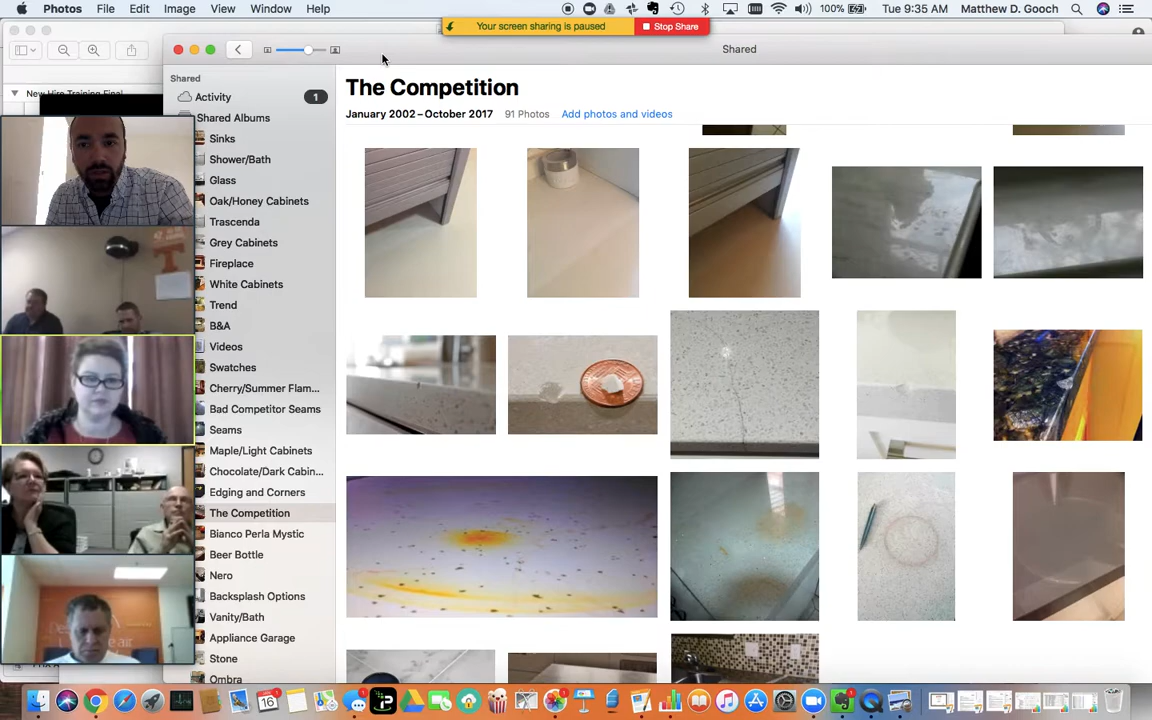 Photos File Edit Image View Window Help 100% Tue 9:35 AM Matthew D. Gooch
Your screen sharing is paused Stop Share
Shared
New Hire Training Final
Shared
Activity 1
Shared Albums
Sinks
Shower/Bath
Glass
Oak/Honey Cabinets
Trascenda
Grey Cabinets
Fireplace
White Cabinets
Trend
B&A
Videos
Swatches
Cherry/Summer Flam...
Bad Competitor Seams
Seams
Maple/Light Cabinets
Chocolate/Dark Cabin...
Edging and Corners
The Competition
Bianco Perla Mystic
Beer Bottle
Nero
Backsplash Options
Vanity/Bath
Appliance Garage
Stone
Ombra
The Competition
January 2002 – October 2017 91 Photos Add photos and videos